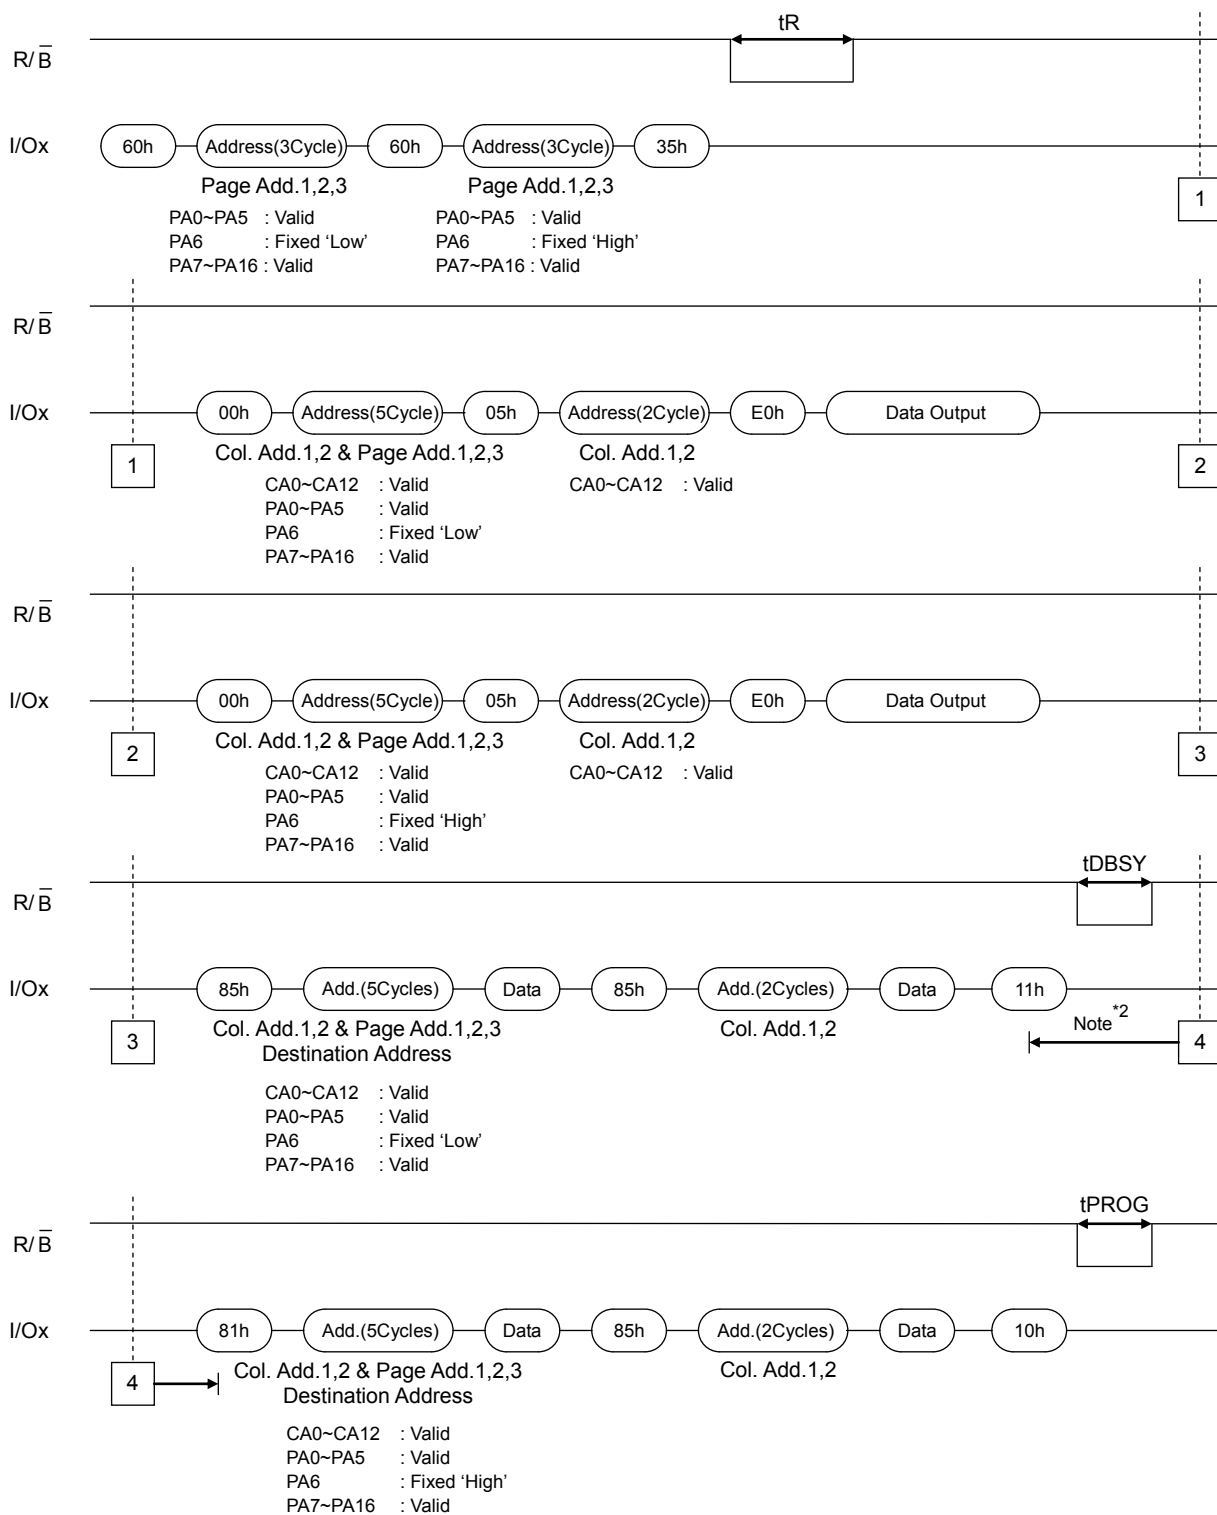 tR
R/B̅
I/Ox 60h Address(3Cycle) 60h Address(3Cycle) 35h
Page Add.1,2,3 Page Add.1,2,3
1
PA0~PA5 : Valid PA0~PA5 : Valid
PA6 : Fixed ‘Low’ PA6 : Fixed ‘High’
PA7~PA16 : Valid PA7~PA16 : Valid
R/B̅
I/Ox 00h Address(5Cycle) 05h Address(2Cycle) E0h Data Output
1 Col. Add.1,2 & Page Add.1,2,3 Col. Add.1,2 2
CA0~CA12 : Valid CA0~CA12 : Valid
PA0~PA5 : Valid
PA6 : Fixed ‘Low’
PA7~PA16 : Valid
R/B̅
I/Ox 00h Address(5Cycle) 05h Address(2Cycle) E0h Data Output
2 Col. Add.1,2 & Page Add.1,2,3 Col. Add.1,2 3
CA0~CA12 : Valid CA0~CA12 : Valid
PA0~PA5 : Valid
PA6 : Fixed ‘High’
PA7~PA16 : Valid
tDBSY
R/B̅
I/Ox 85h Add.(5Cycles) Data 85h Add.(2Cycles) Data 11h
3 Col. Add.1,2 & Page Add.1,2,3 Col. Add.1,2 Note*2 4
Destination Address
CA0~CA12 : Valid
PA0~PA5 : Valid
PA6 : Fixed ‘Low’
PA7~PA16 : Valid
tPROG
R/B̅
I/Ox 81h Add.(5Cycles) Data 85h Add.(2Cycles) Data 10h
4 Col. Add.1,2 & Page Add.1,2,3 Col. Add.1,2
Destination Address
CA0~CA12 : Valid
PA0~PA5 : Valid
PA6 : Fixed ‘High’
PA7~PA16 : Valid